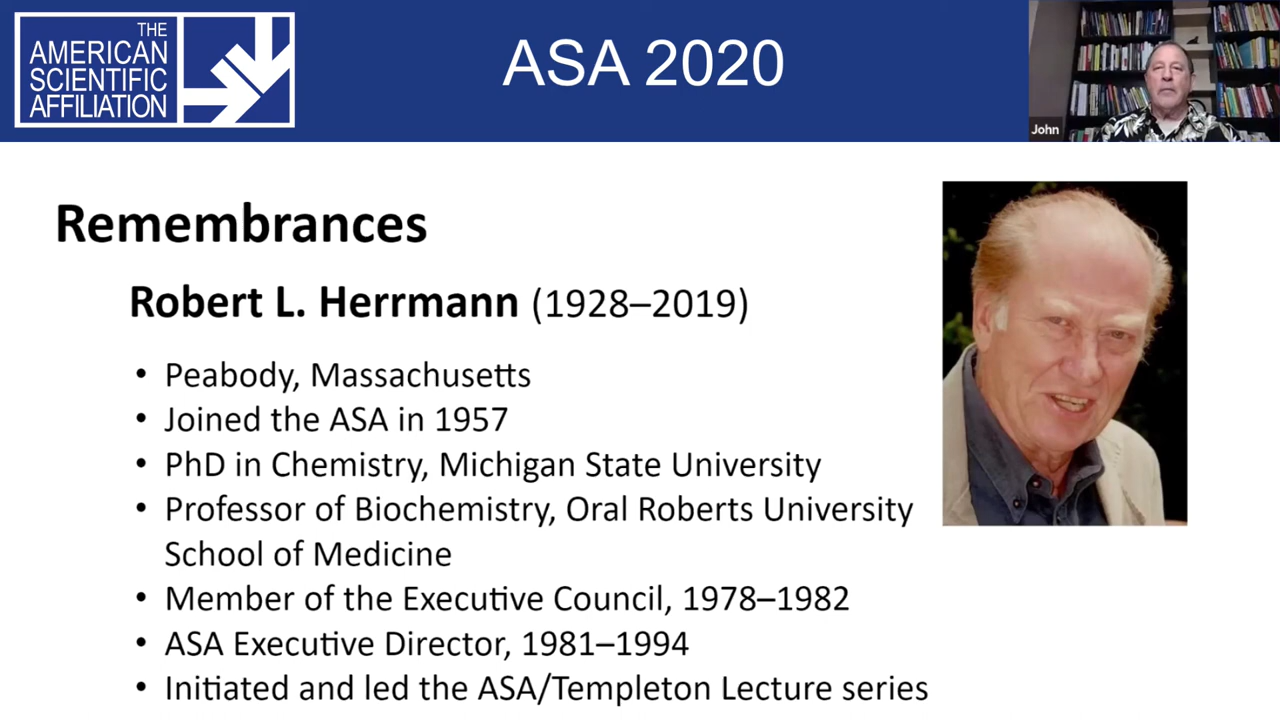 THE
AMERICAN
SCIENTIFIC
AFFILIATION
ASA 2020
John
Remembrances
Robert L. Herrmann (1928–2019)
• Peabody, Massachusetts
• Joined the ASA in 1957
• PhD in Chemistry, Michigan State University
• Professor of Biochemistry, Oral Roberts University
School of Medicine
• Member of the Executive Council, 1978–1982
• ASA Executive Director, 1981–1994
• Initiated and led the ASA/Templeton Lecture series